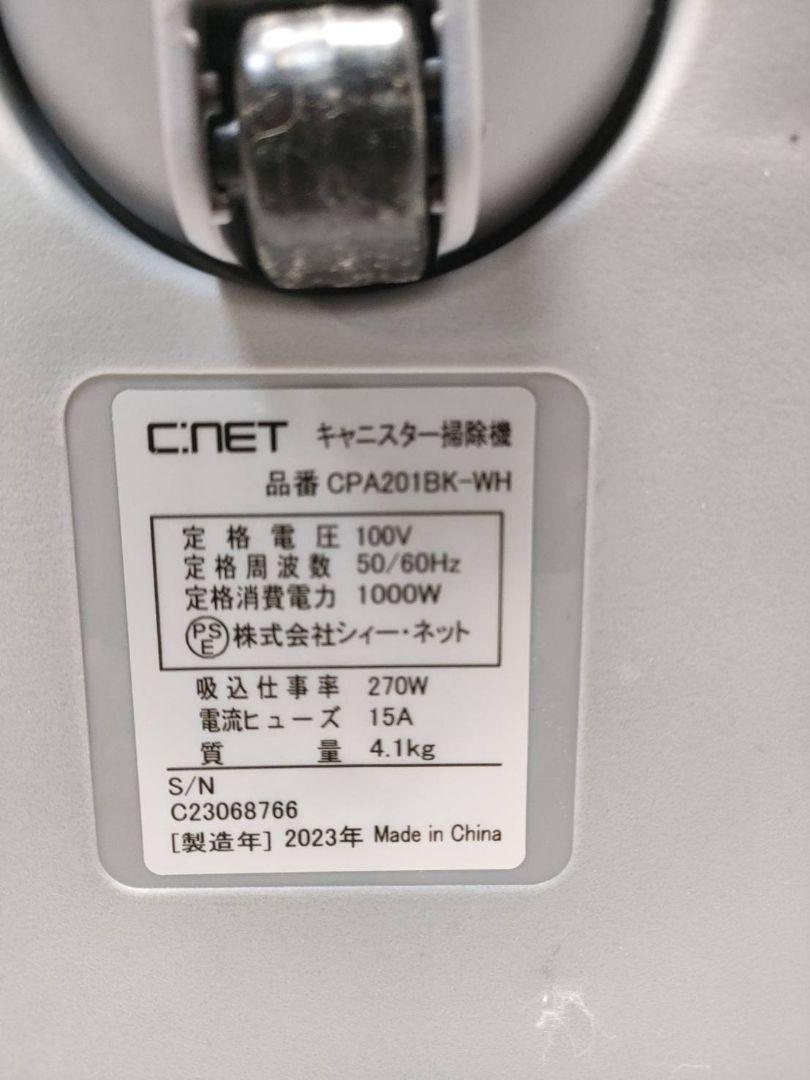 C:NET キャニスター掃除機
品番 CPA201BK-WH
定格電圧 100V
定格周波数 50/60Hz
定格消費電力 1000W
PSE 株式会社シィー・ネット
吸込仕事率 270W
電流ヒューズ 15A
質量 4.1kg
S/N
C23068766
[製造年] 2023年 Made in China